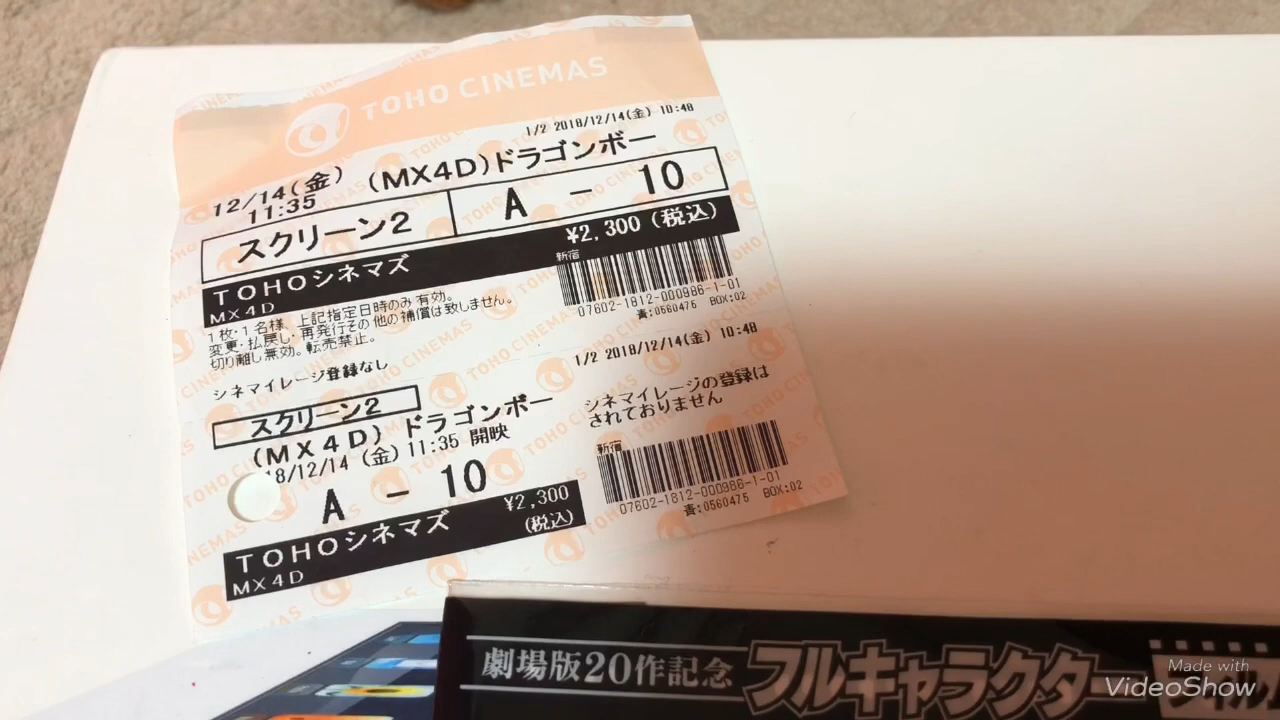 TOHO CINEMAS
1/2 2018/12/14(金) 10:48
12/14(金) (MX4D)ドラゴンボー
11:35
スクリーン2 A - 10
¥2,300 (税込)
TOHOシネマズ
MX4D
1枚・1名様、上記指定日時のみ有効。
変更・払戻し・再発行その他の補償は致しません。
切り離し無効。転売禁止。
新宿
07602-1812-000986-1-01
青:0560475 BOX:02
シネマイレージ登録なし
1/2 2018/12/14(金) 10:48
スクリーン2
(MX4D) ドラゴンボー
18/12/14 (金) 11:35 開映
A - 10
¥2,300
(税込)
TOHOシネマズ
MX4D
シネマイレージの登録は
されておりません
新宿
07602-1812-000986-1-01
青:0560475 BOX:02
劇場版20作記念 フルキャラクター
Made with
VideoShow